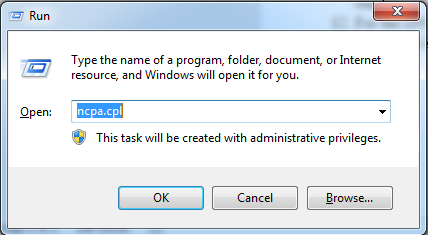 Run
Type the name of a program, folder, document, or Internet
resource, and Windows will open it for you.
Open: ncpa.cpl
This task will be created with administrative privileges.
OK Cancel Browse...